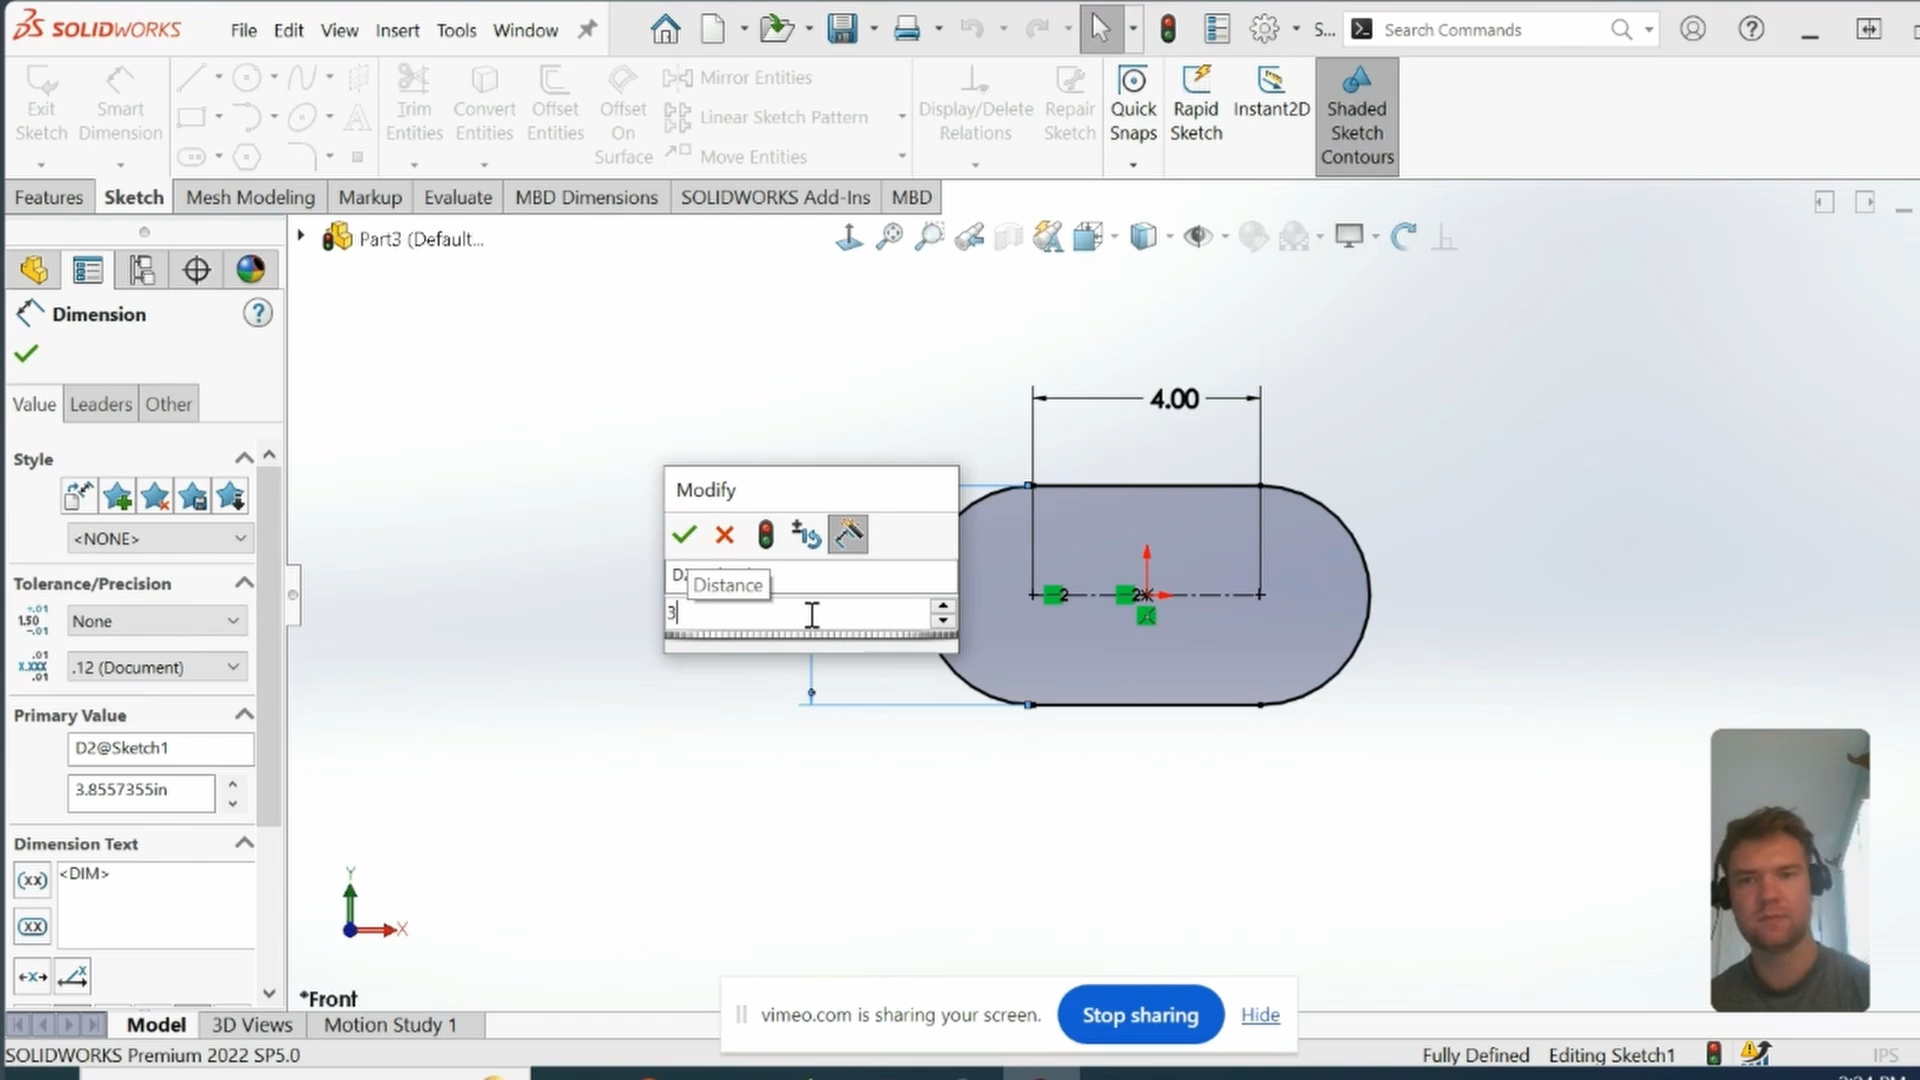 SOLIDWORKS
File Edit View Insert Tools Window
S...
Search Commands
Exit Sketch
Smart Dimension
Trim Entities
Convert Entities
Offset Entities
Offset On Surface
Mirror Entities
Linear Sketch Pattern
Move Entities
Display/Delete Relations
Repair Sketch
Quick Snaps
Rapid Sketch
Instant2D
Shaded Sketch Contours
Features Sketch Mesh Modeling Markup Evaluate MBD Dimensions SOLIDWORKS Add-Ins MBD
Part3 (Default...
Dimension
Value Leaders Other
Style
<NONE>
Tolerance/Precision
None
.12 (Document)
Primary Value
D2@Sketch1
3.8557355in
Dimension Text
<DIM>
(xx)
(xx)
Modify
Distance
3
4.00
2
2
Y
X
*Front
vimeo.com is sharing your screen.
Stop sharing
Hide
Model 3D Views Motion Study 1
SOLIDWORKS Premium 2022 SP5.0
Fully Defined Editing Sketch1
IPS